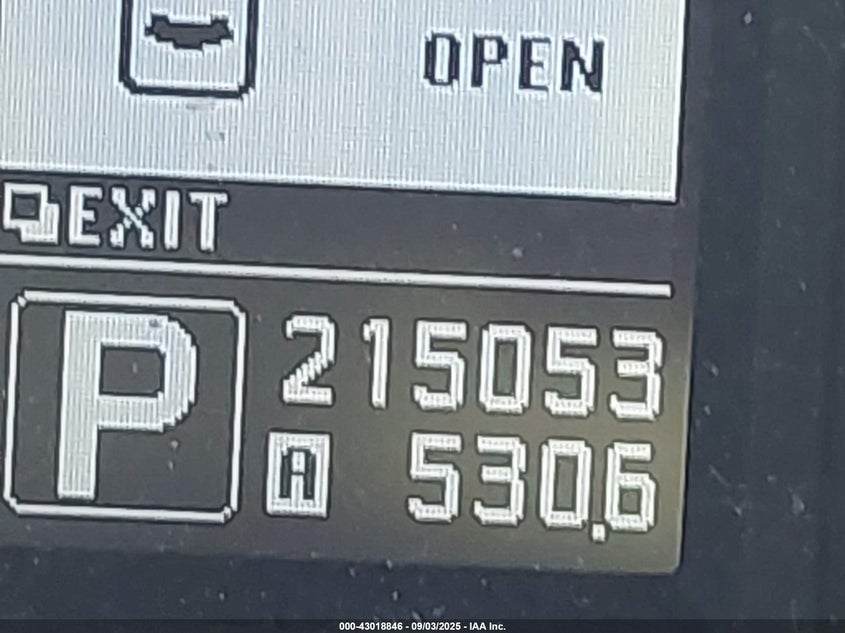 OPEN
EXIT
P
215053
A 530.6
000-43018846 - 09/03/2025 - IAA Inc.